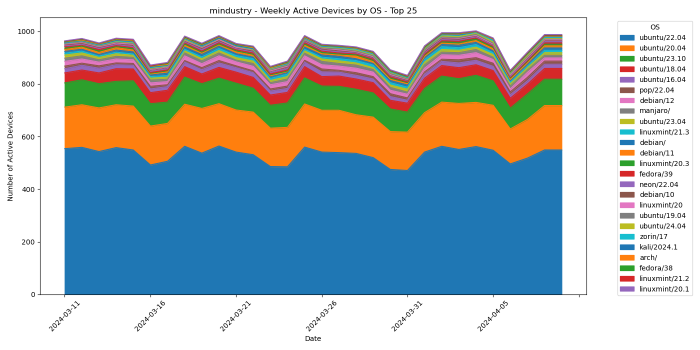 mindustry - Weekly Active Devices by OS - Top 25
Number of Active Devices
1000
800
600
400
200
0
2024-03-11
2024-03-16
2024-03-21
2024-03-26
2024-03-31
2024-04-05
Date
OS
ubuntu/22.04
ubuntu/20.04
ubuntu/23.10
ubuntu/18.04
ubuntu/16.04
pop/22.04
debian/12
manjaro/
ubuntu/23.04
linuxmint/21.3
debian/
debian/11
linuxmint/20.3
fedora/39
neon/22.04
debian/10
linuxmint/20
ubuntu/19.04
ubuntu/24.04
zorin/17
kali/2024.1
arch/
fedora/38
linuxmint/21.2
linuxmint/20.1